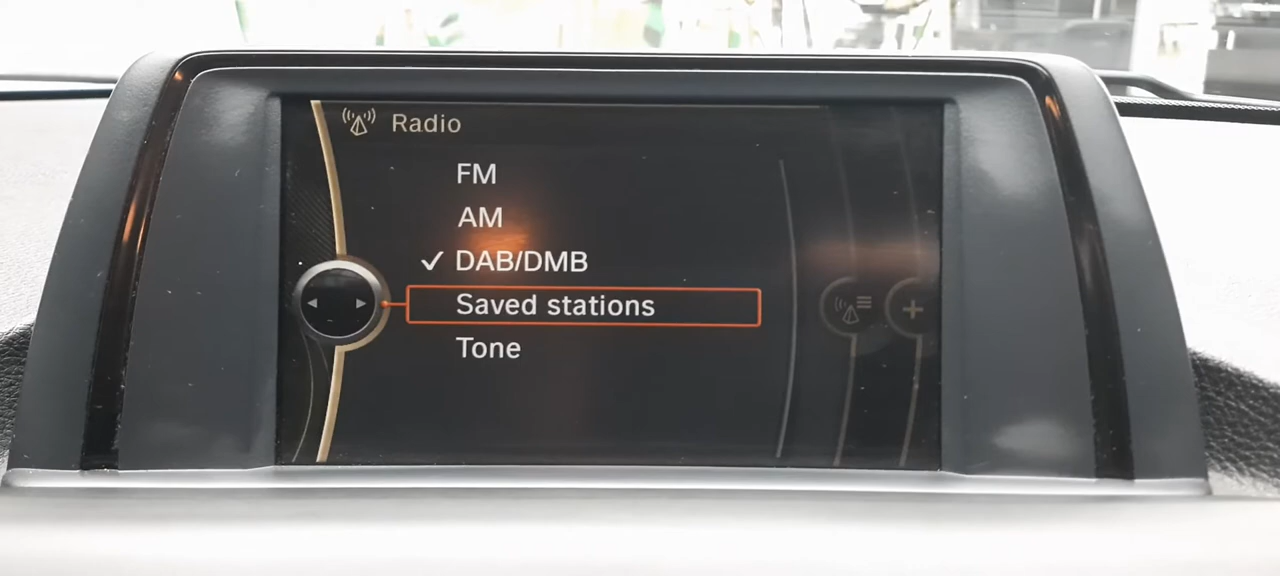 Radio
FM
AM
✓ DAB/DMB
Saved stations
Tone